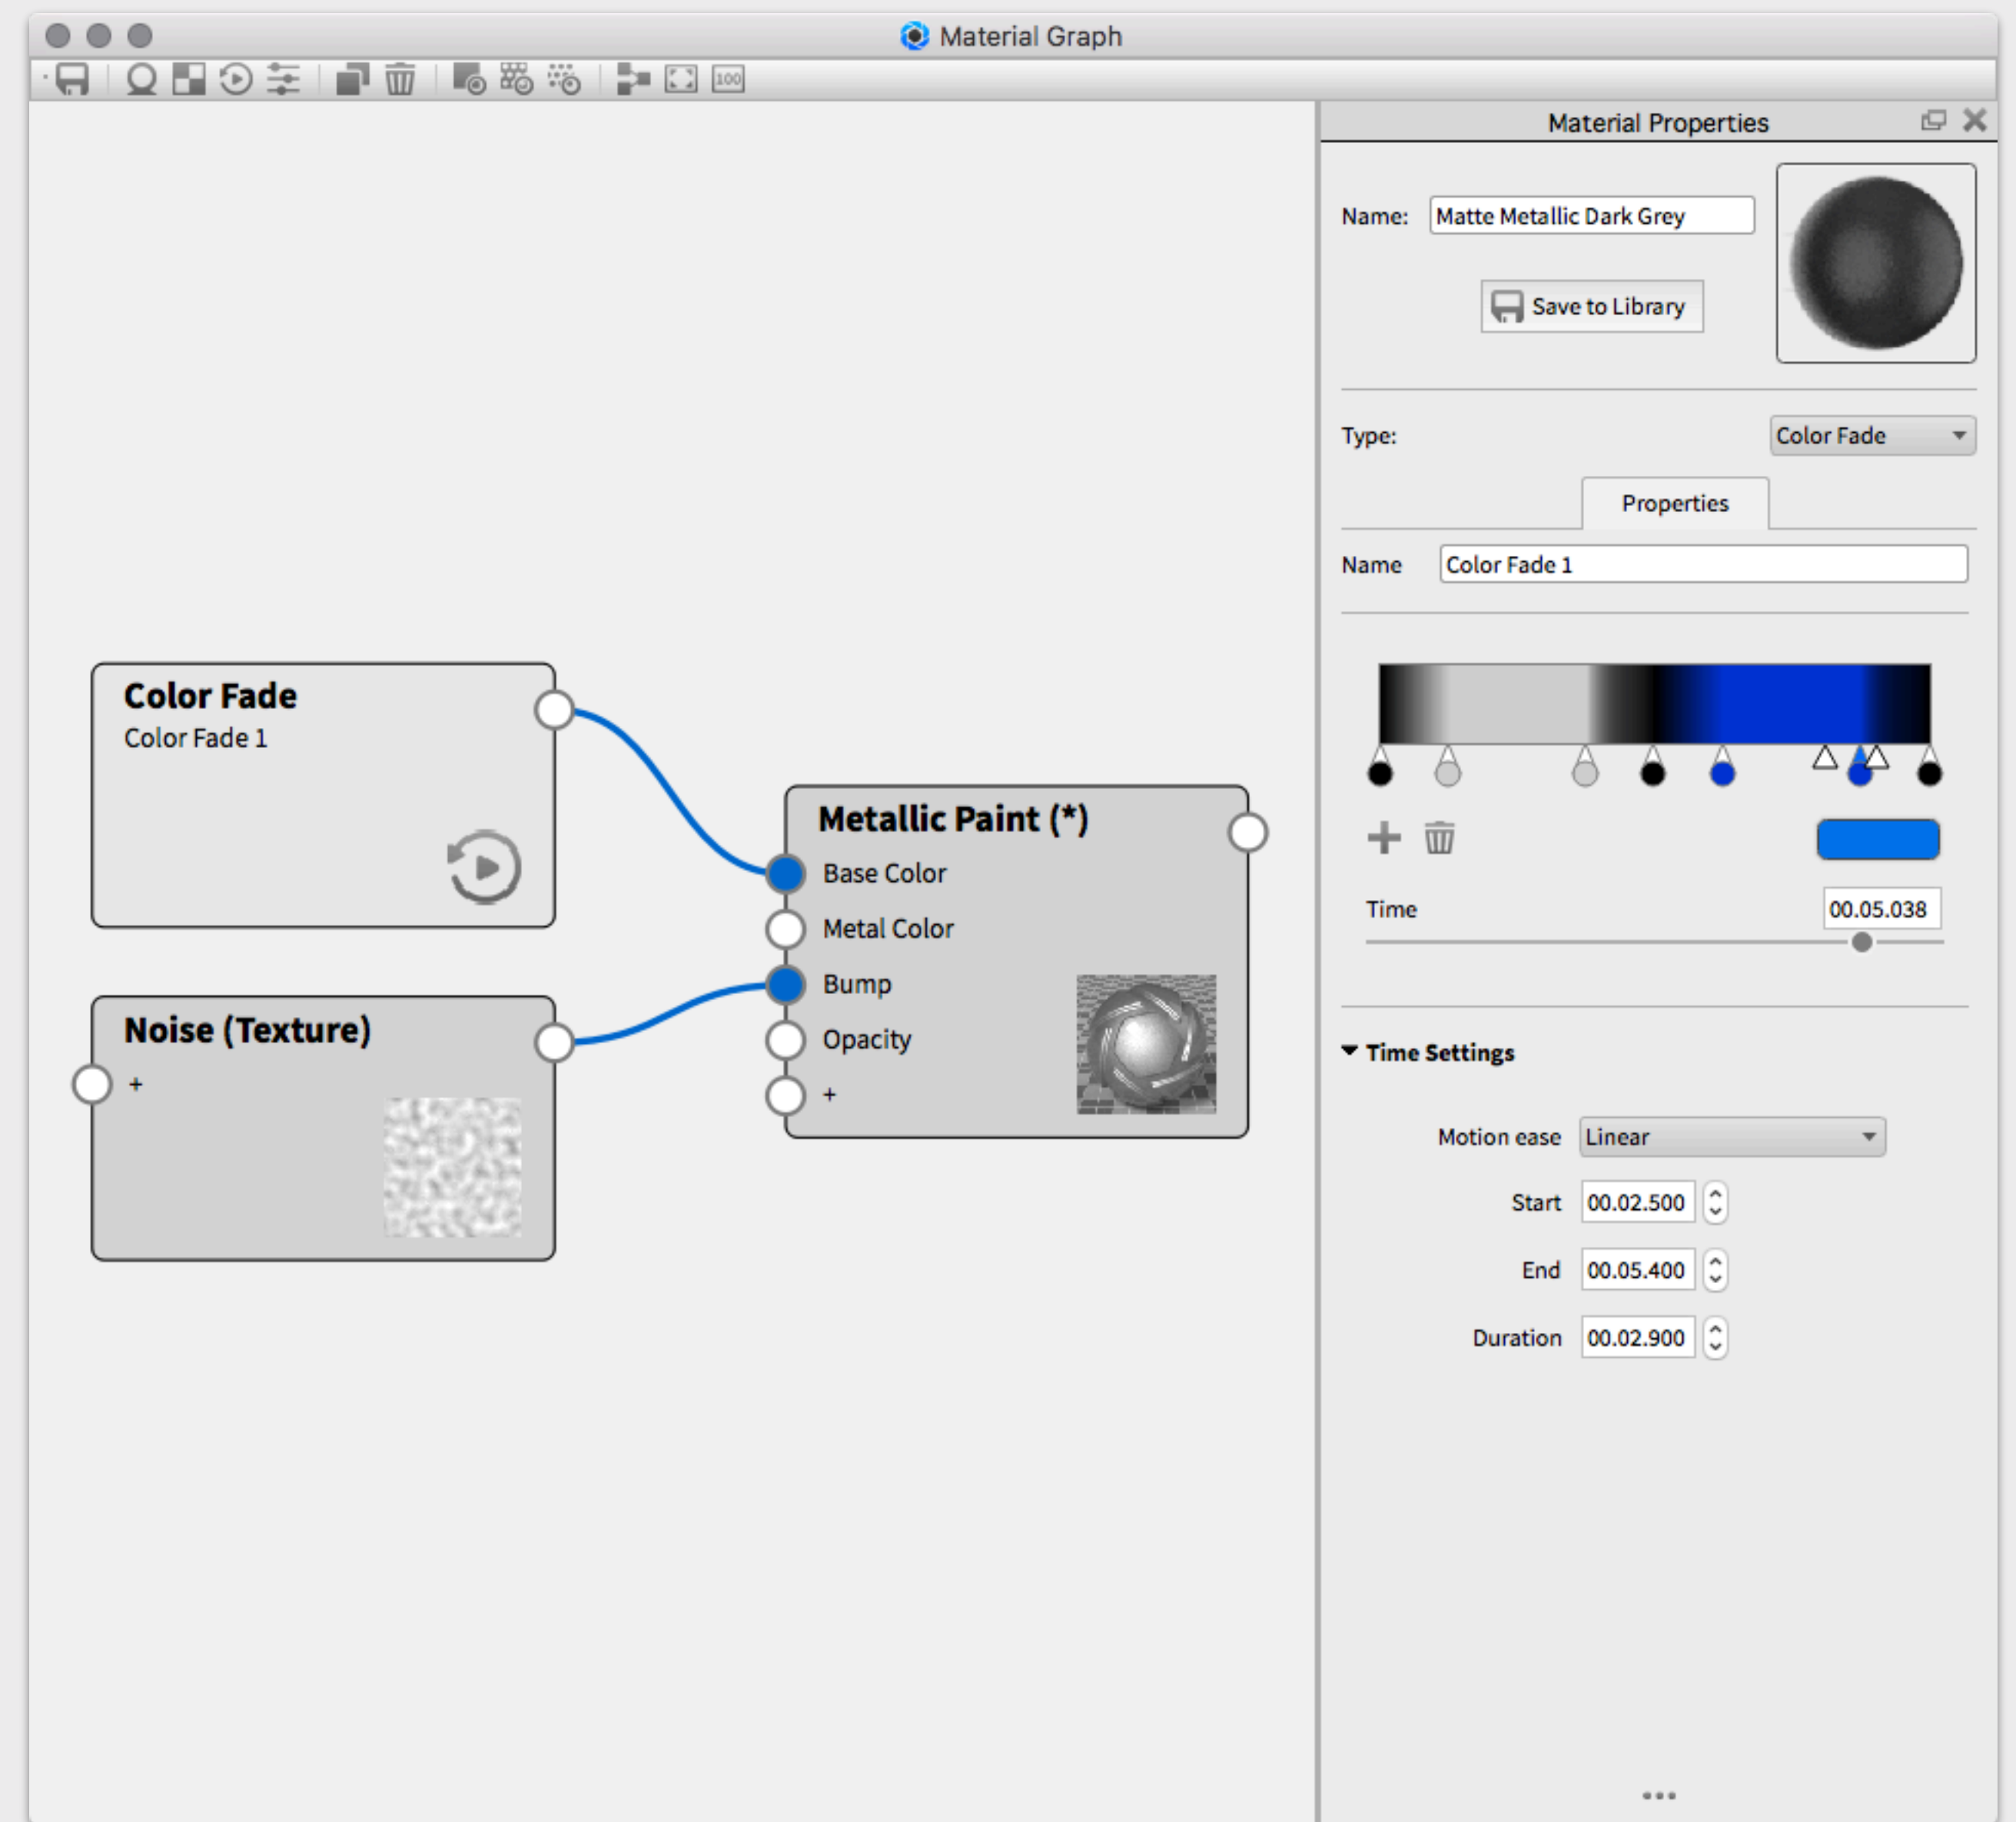 Material Graph
100
Material Properties
Name: Matte Metallic Dark Grey
Save to Library
Type: Color Fade
Properties
Name Color Fade 1
Color Fade
Color Fade 1
Metallic Paint (*)
Base Color
Metal Color
Bump
Opacity
+
Noise (Texture)
+
Time 00.05.038
Time Settings
Motion ease Linear
Start 00.02.500
End 00.05.400
Duration 00.02.900